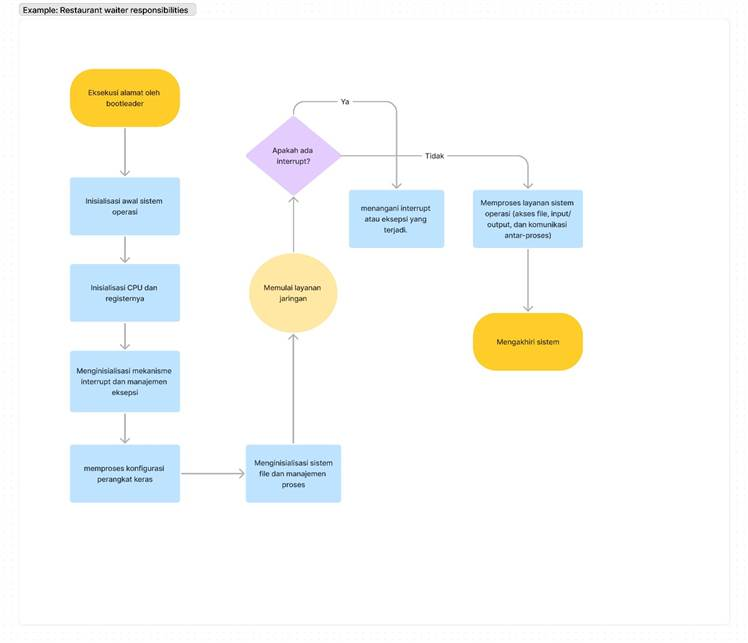 Example: Restaurant waiter responsibilities
Eksekusi alamat oleh
bootleader
Inisialisasi awal sistem
operasi
Inisialisasi CPU dan
registernya
Menginisialisasi mekanisme
interrupt dan manajemen
eksepsi
memproses konfigurasi
perangkat keras
Menginisialisasi sistem
file dan manajemen
proses
Memulai layanan
jaringan
Apakah ada
interrupt?
Ya
Tidak
menangani interrupt
atau eksepsi yang
terjadi.
Memproses layanan sistem
operasi (akses file, input/
output, dan komunikasi
antar-proses)
Mengakhiri sistem